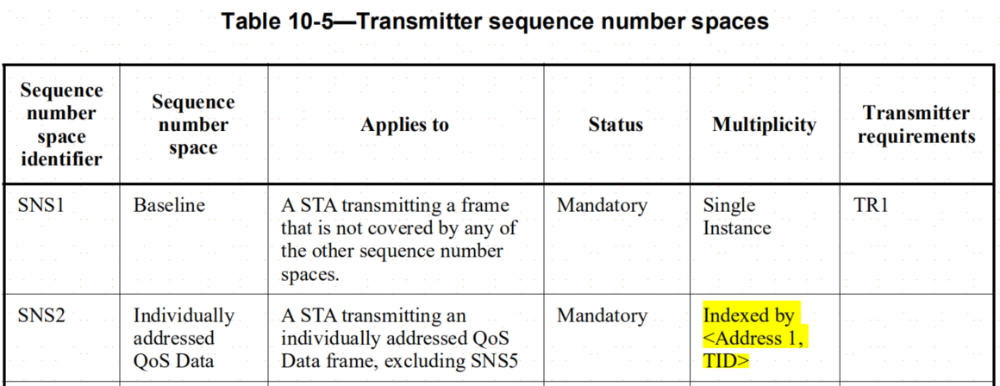 Table 10-5—Transmitter sequence number spaces
Sequence
number
space
identifier
Sequence
number
space
Applies to
Status
Multiplicity
Transmitter
requirements
SNS1
Baseline
A STA transmitting a frame
that is not covered by any of
the other sequence number
spaces.
Mandatory
Single
Instance
TR1
SNS2
Individually
addressed
QoS Data
A STA transmitting an
individually addressed QoS
Data frame, excluding SNS5
Mandatory
Indexed by
<Address 1,
TID>